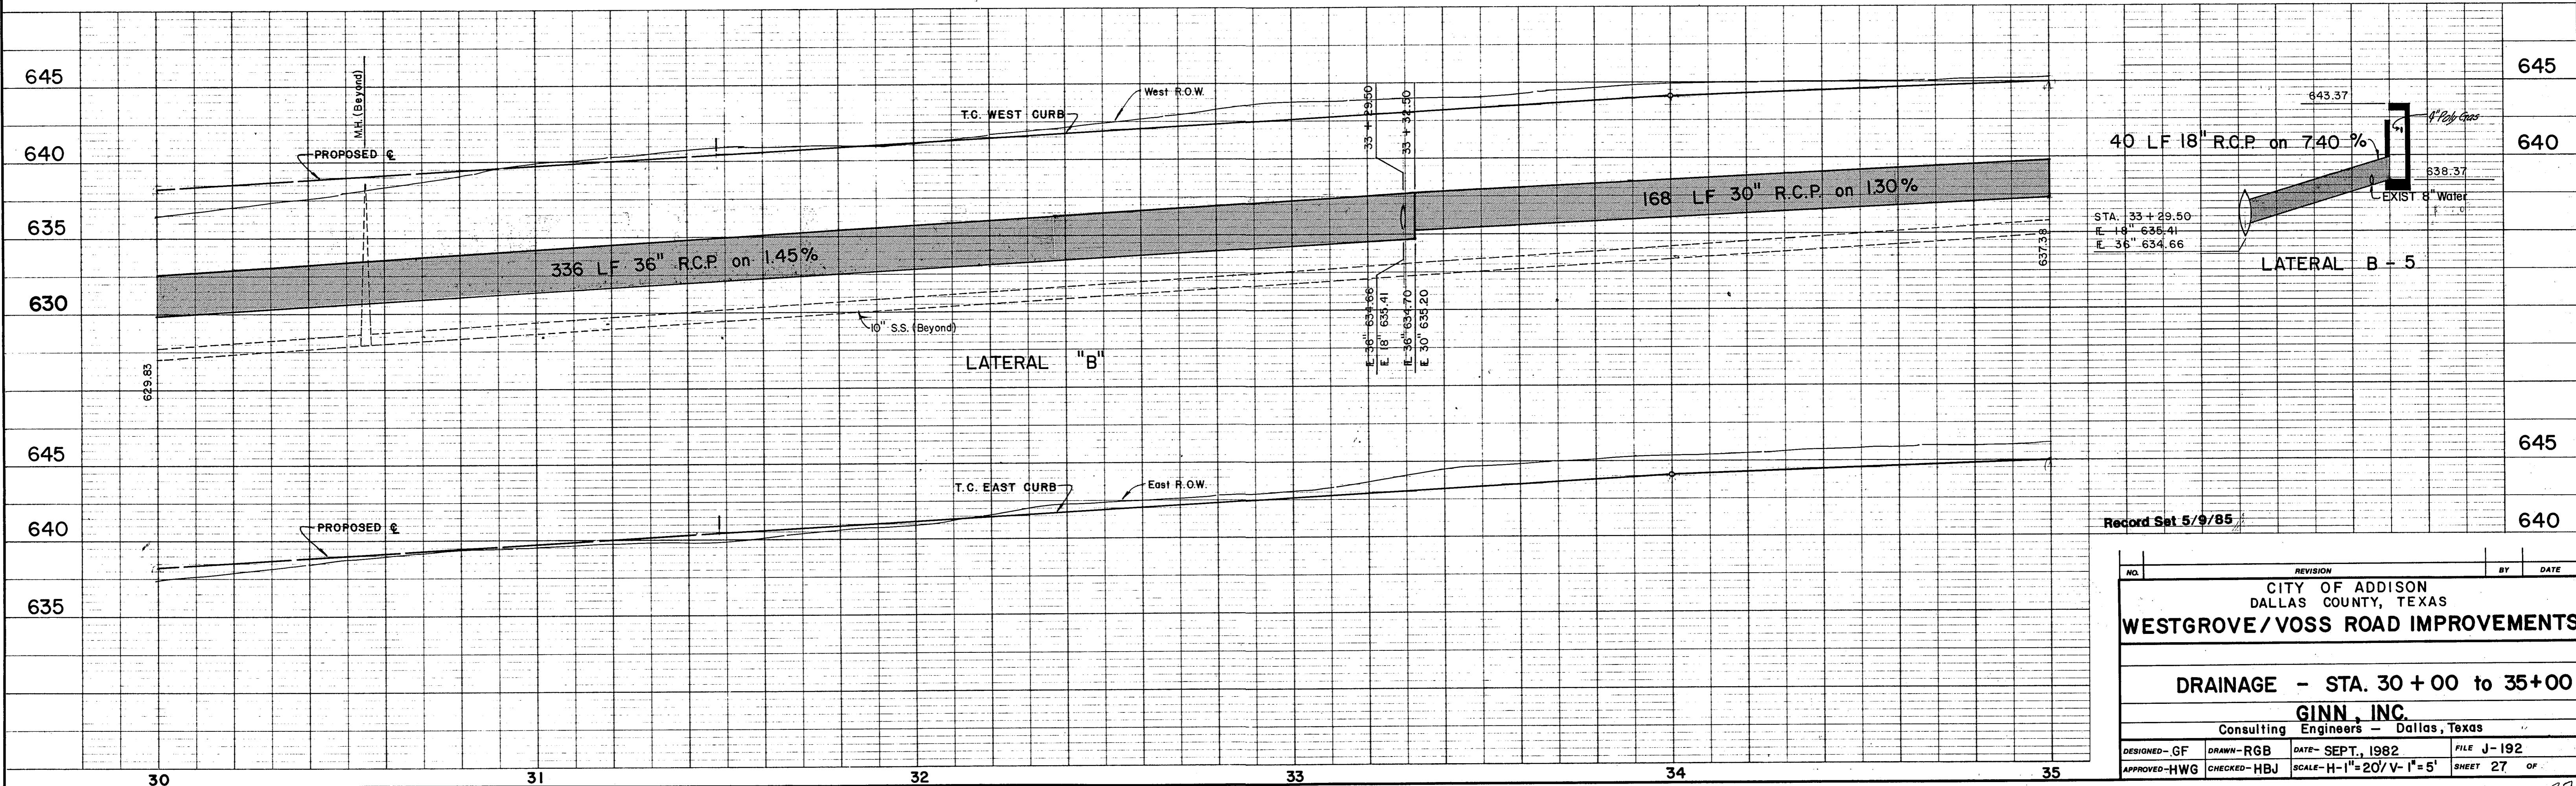 645
640
635
630
645
640
635
645
640
645
640
M.H. (Beyond)
PROPOSED ℄
T.C. WEST CURB
West R.O.W.
33 + 29.50
33 + 32.50
336 LF 36" R.C.P. on 1.45%
168 LF 30" R.C.P. on 1.30%
10" S.S. (Beyond)
LATERAL "B"
629.83
FL 36" 634.66
FL 18" 635.41
FL 36" 634.70
FL 30" 635.20
637.38
643.37
4" Poly Gas
40 LF 18" R.C.P. on 7.40 %
638.37
EXIST 8" Water
STA. 33 + 29.50
FL 18" 635.41
FL 36" 634.66
LATERAL B - 5
PROPOSED ℄
T.C. EAST CURB
East R.O.W.
30
31
32
33
34
35
Record Set 5/9/85
NO. REVISION BY DATE
CITY OF ADDISON
DALLAS COUNTY, TEXAS
WESTGROVE/VOSS ROAD IMPROVEMENTS
DRAINAGE - STA. 30 + 00 to 35+00
GINN, INC.
Consulting Engineers - Dallas, Texas
DESIGNED-GF DRAWN-RGB DATE- SEPT., 1982 FILE J-192
APPROVED-HWG CHECKED-HBJ SCALE-H-1"=20'/V-1"=5' SHEET 27 OF